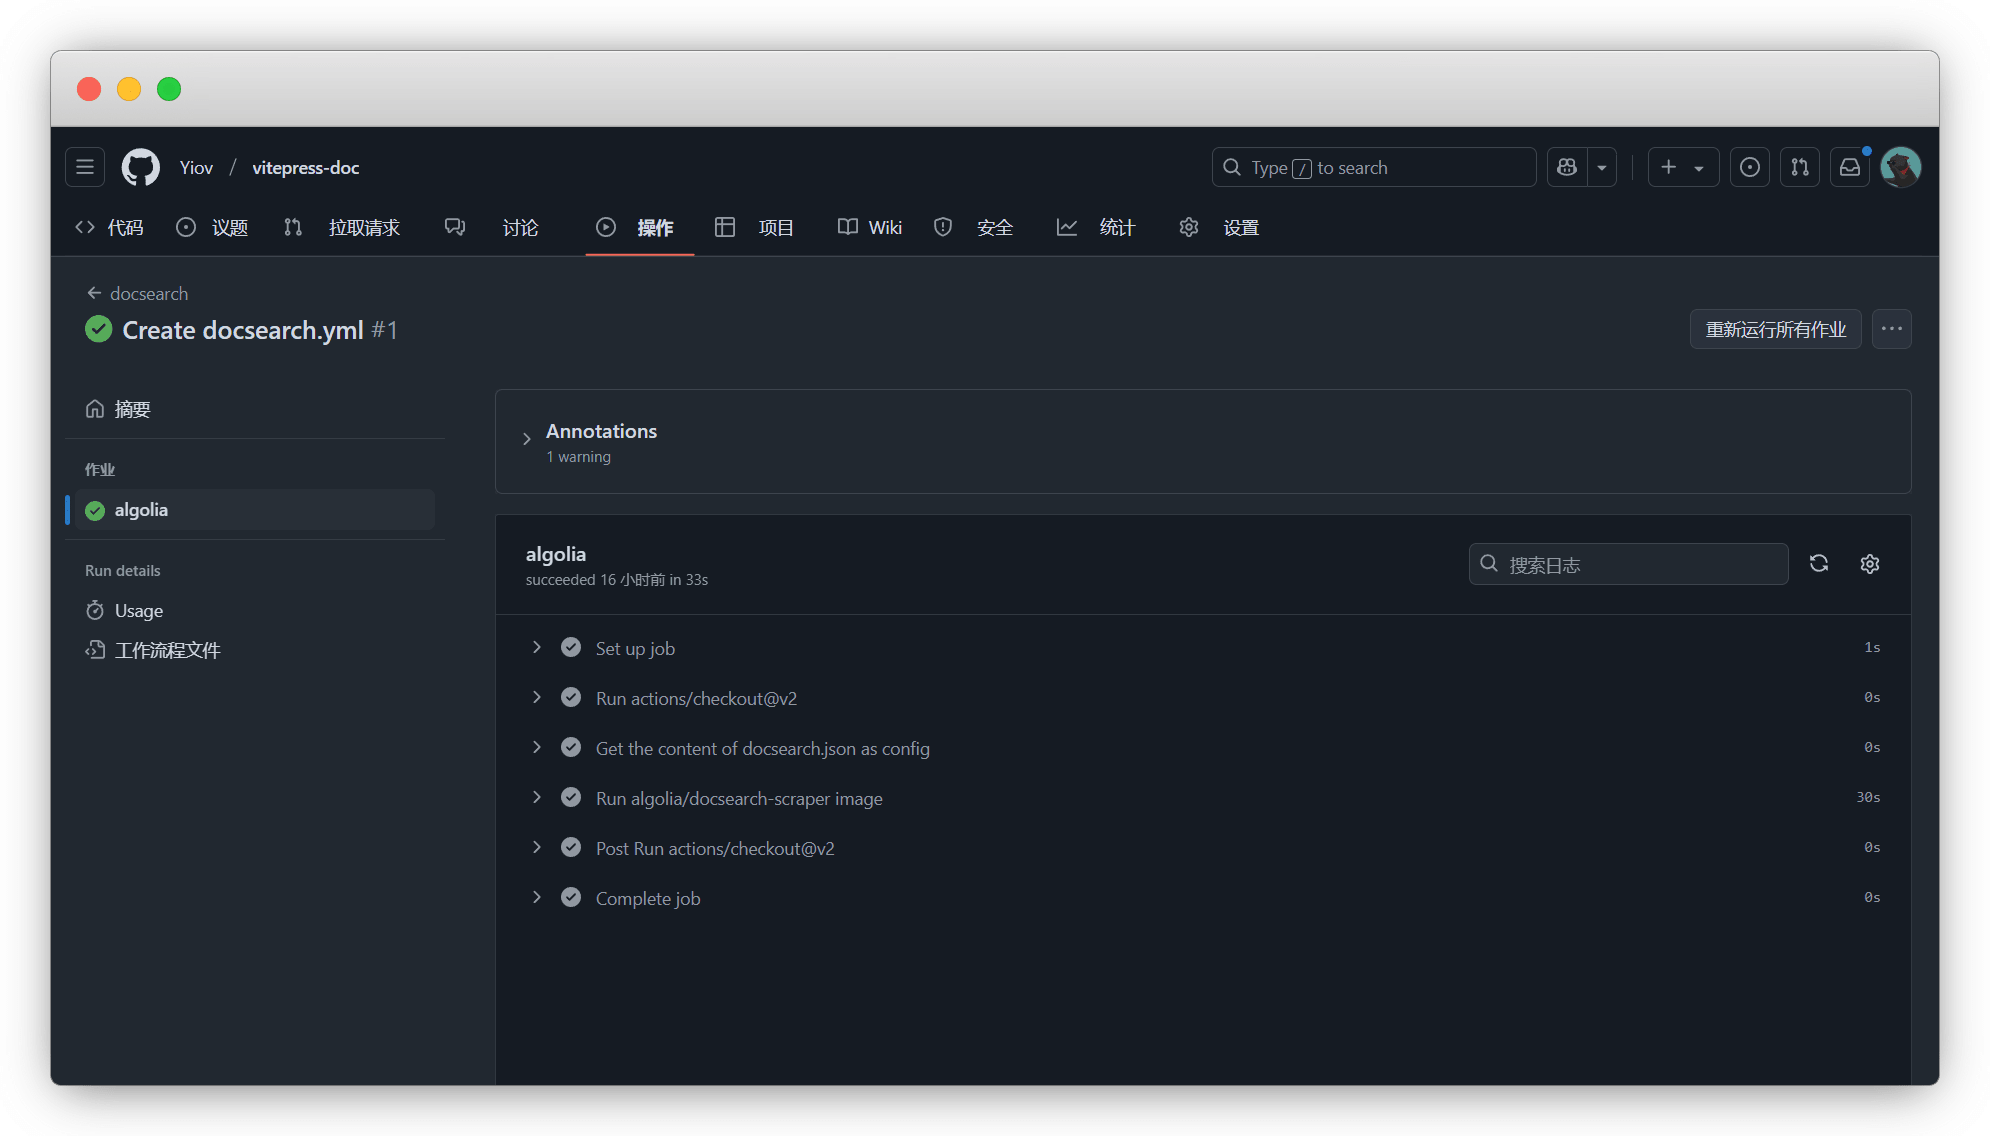 Yiov / vitepress-doc
Type / to search
代码 议题 拉取请求 讨论 操作 项目 Wiki 安全 统计 设置
docsearch
Create docsearch.yml #1
重新运行所有作业
摘要
作业
algolia
Run details
Usage
工作流程文件
Annotations
1 warning
algolia
succeeded 16 小时前 in 33s
搜索日志
Set up job 1s
Run actions/checkout@v2 0s
Get the content of docsearch.json as config 0s
Run algolia/docsearch-scraper image 30s
Post Run actions/checkout@v2 0s
Complete job 0s